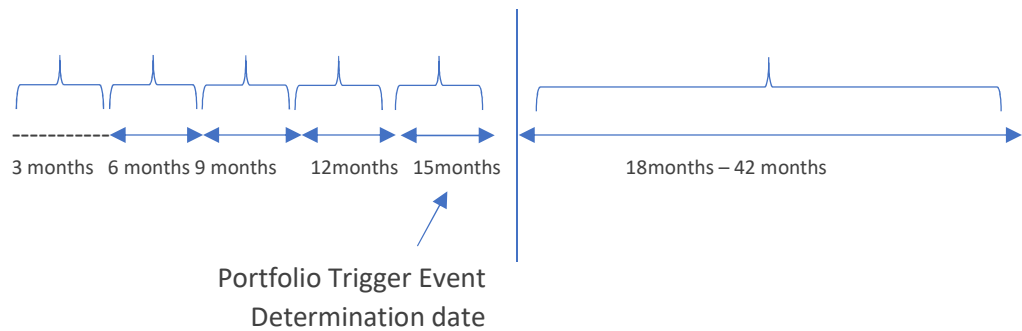 3 months 6 months 9 months 12months 15months 18months – 42 months
Portfolio Trigger Event
Determination date